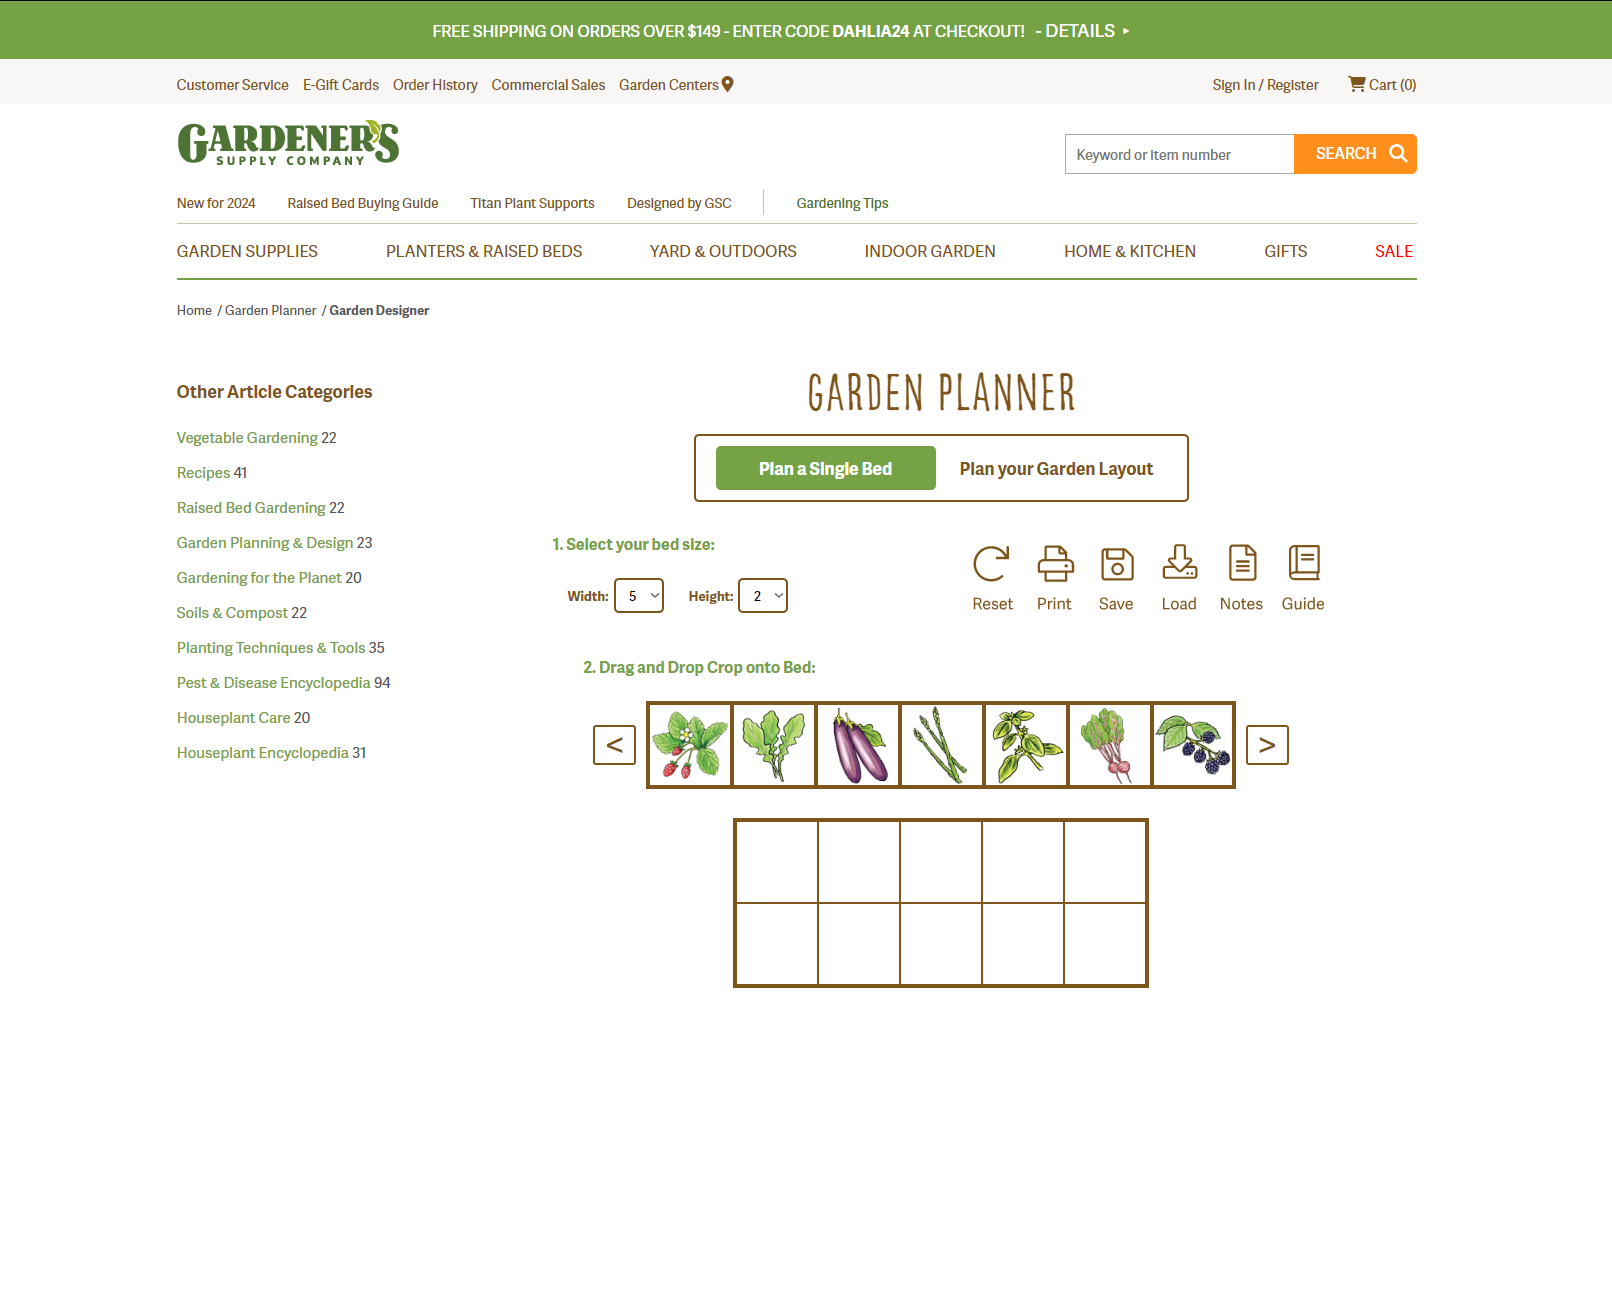 FREE SHIPPING ON ORDERS OVER $149 - ENTER CODE DAHLIA24 AT CHECKOUT! - DETAILS ▸
Customer Service E-Gift Cards Order History Commercial Sales Garden Centers Sign In / Register Cart (0)
GARDENER'S
SUPPLY COMPANY
Keyword or item number SEARCH
New for 2024 Raised Bed Buying Guide Titan Plant Supports Designed by GSC Gardening Tips
GARDEN SUPPLIES PLANTERS & RAISED BEDS YARD & OUTDOORS INDOOR GARDEN HOME & KITCHEN GIFTS SALE
Home / Garden Planner / Garden Designer
Other Article Categories
Vegetable Gardening 22
Recipes 41
Raised Bed Gardening 22
Garden Planning & Design 23
Gardening for the Planet 20
Soils & Compost 22
Planting Techniques & Tools 35
Pest & Disease Encyclopedia 94
Houseplant Care 20
Houseplant Encyclopedia 31
GARDEN PLANNER
Plan a Single Bed Plan your Garden Layout
1. Select your bed size:
Width: 5 Height: 2
Reset Print Save Load Notes Guide
2. Drag and Drop Crop onto Bed:
< >